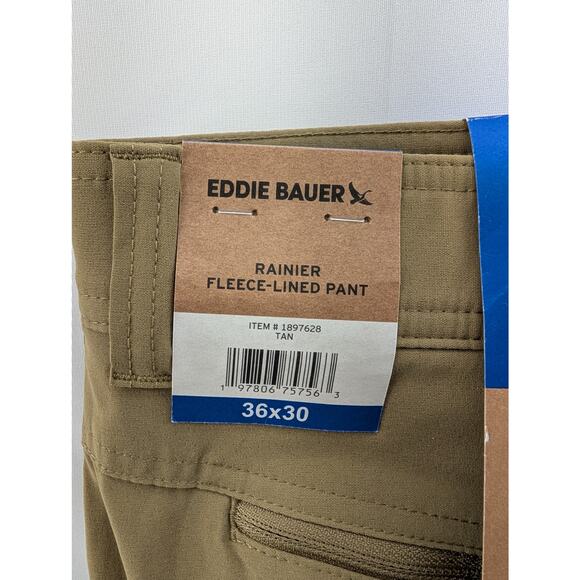 EDDIE BAUER
RAINIER
FLEECE-LINED PANT
ITEM # 1897628
TAN
1 97806 75756 3
36x30